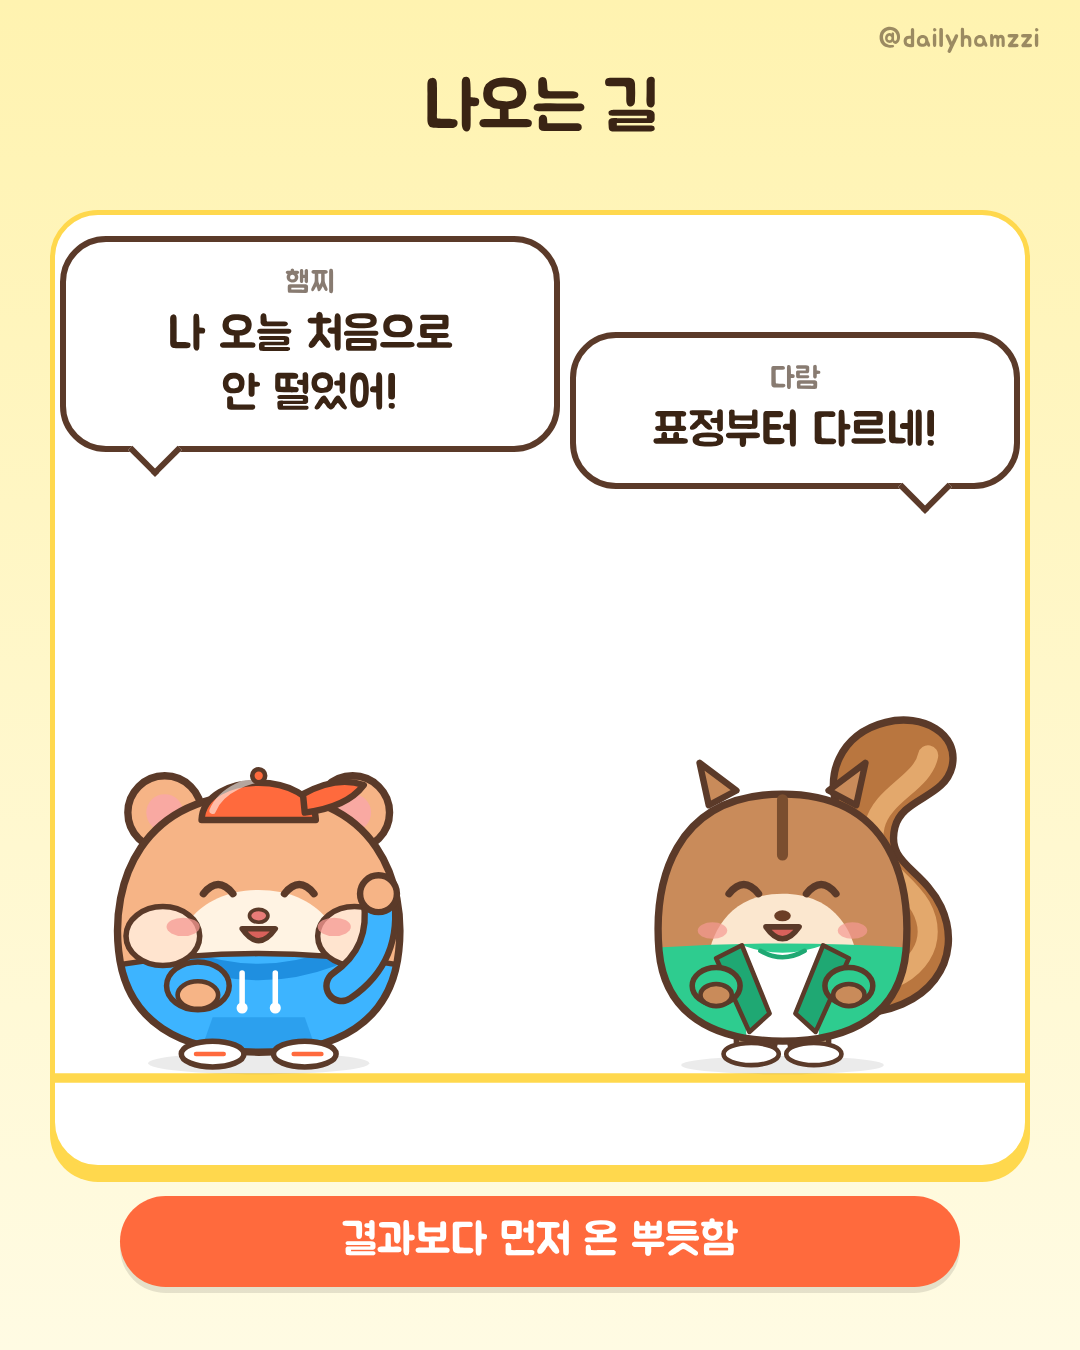 @dailyhamzzi
나오는 길
햄찌
나 오늘 처음으로
안 떨었어!
다람
표정부터 다르네!
결과보다 먼저 온 뿌듯함